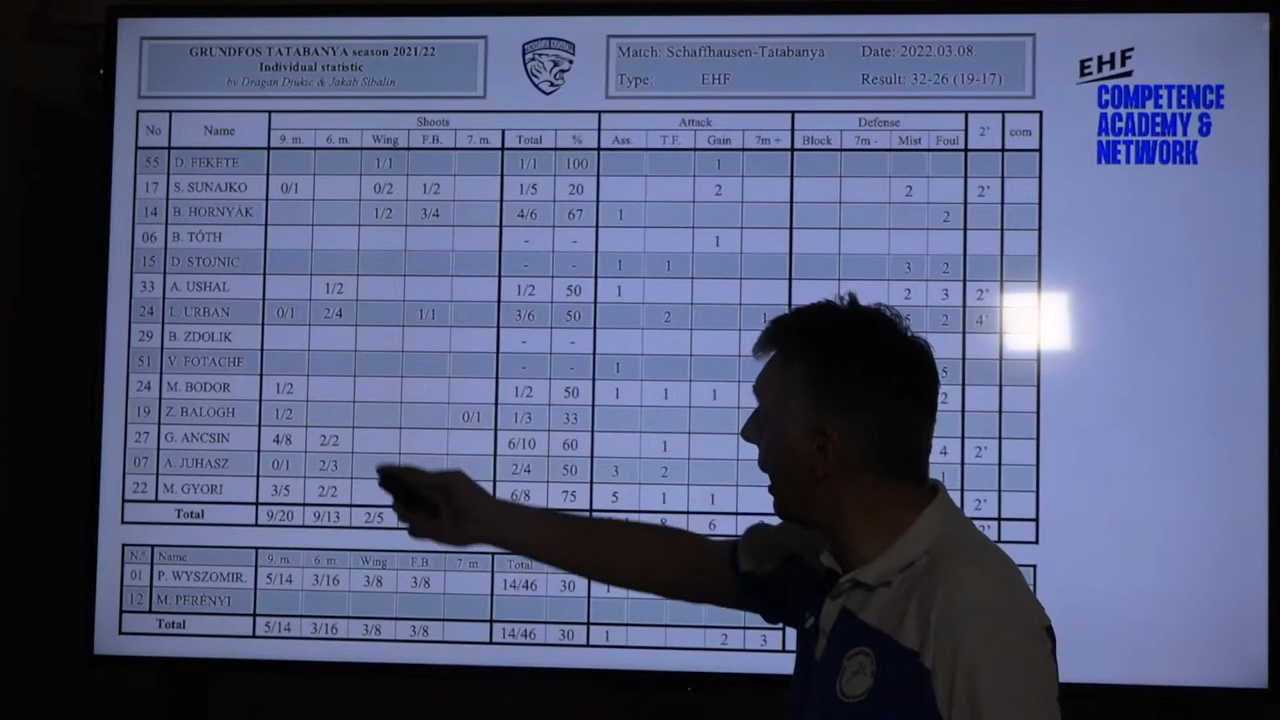 GRUNDFOS TATABANYA season 2021/22
Individual statistic
by Dragan Djukic & Jakab Sibalin
TATABÁNYA KÉZILABDA
Match: Schaffhausen-Tatabanya Date: 2022.03.08.
Type: EHF Result: 32-26 (19-17)
EHF
COMPETENCE
ACADEMY &
NETWORK
Shoots Attack Defense
No Name 9. m. 6. m. Wing F.B. 7. m. Total % Ass. T.F. Gain 7m + Block 7m - Mist Foul 2' com
55 D. FEKETE 1/1 1/1 100 1
17 S. SUNAJKO 0/1 0/2 1/2 1/5 20 2 2 2'
14 B. HORNYÁK 1/2 3/4 4/6 67 1 2
06 B. TÓTH - - 1
15 D. STOJNIC - - 1 1 3 2
33 A. USHAL 1/2 1/2 50 1 2 3 2'
24 L. URBAN 0/1 2/4 1/1 3/6 50 2 1 5 2 4'
29 B. ZDOLIK - -
51 V. FOTACHE - - 1 5
24 M. BODOR 1/2 1/2 50 1 1 1 2
19 Z. BALOGH 1/2 0/1 1/3 33
27 G. ANCSIN 4/8 2/2 6/10 60 1 4 2'
07 A. JUHASZ 0/1 2/3 2/4 50 3 2 1
22 M. GYORI 3/5 2/2 6/8 75 5 1 1 2'
Total 9/20 9/13 2/5 8 6 2'
N.º Name 9. m. 6. m. Wing F.B. 7. m. Total
01 P. WYSZOMIR. 5/14 3/16 3/8 3/8 14/46 30 1
12 M. PERÉNYI
Total 5/14 3/16 3/8 3/8 14/46 30 1 2 3